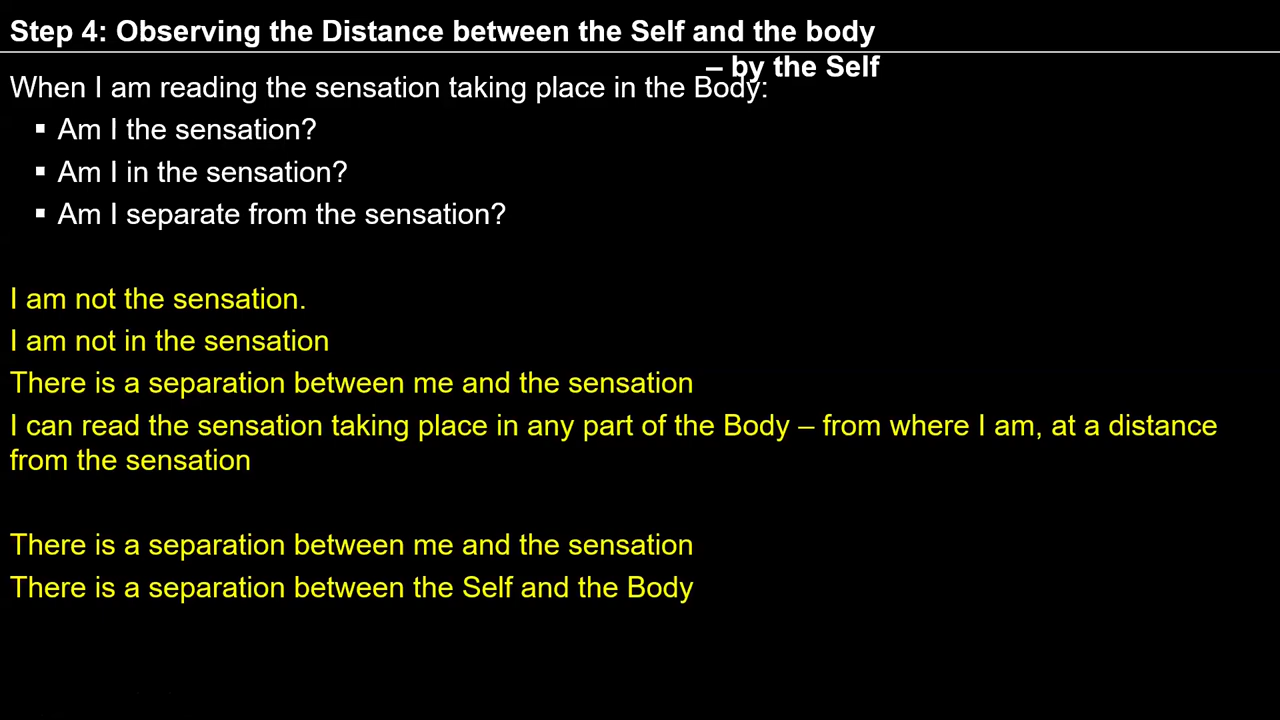 Step 4: Observing the Distance between the Self and the body
– by the Self
When I am reading the sensation taking place in the Body:
▪ Am I the sensation?
▪ Am I in the sensation?
▪ Am I separate from the sensation?
I am not the sensation.
I am not in the sensation
There is a separation between me and the sensation
I can read the sensation taking place in any part of the Body – from where I am, at a distance
from the sensation
There is a separation between me and the sensation
There is a separation between the Self and the Body